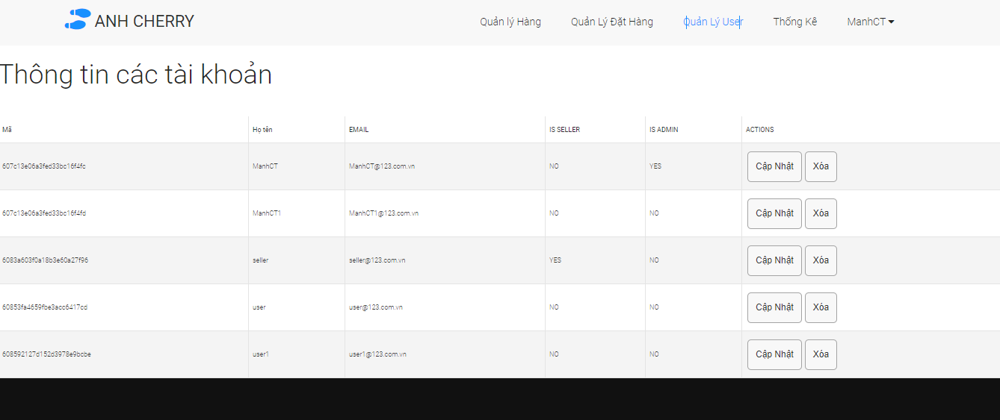 ANH CHERRY Quản lý Hàng Quản Lý Đặt Hàng Quản Lý User Thống Kê ManhCT
Thông tin các tài khoản
Mã Họ tên EMAIL IS SELLER IS ADMIN ACTIONS
607c13e06a3fed33bc16f4fc ManhCT ManhCT@123.com.vn NO YES Cập Nhật Xóa
607c13e06a3fed33bc16f4fd ManhCT1 ManhCT1@123.com.vn NO NO Cập Nhật Xóa
6083a603f0a18b3e60a27f96 seller seller@123.com.vn YES NO Cập Nhật Xóa
60853fa4659fbe3acc6417cd user user@123.com.vn NO NO Cập Nhật Xóa
608592127d152d3978e9bcbe user1 user1@123.com.vn NO NO Cập Nhật Xóa